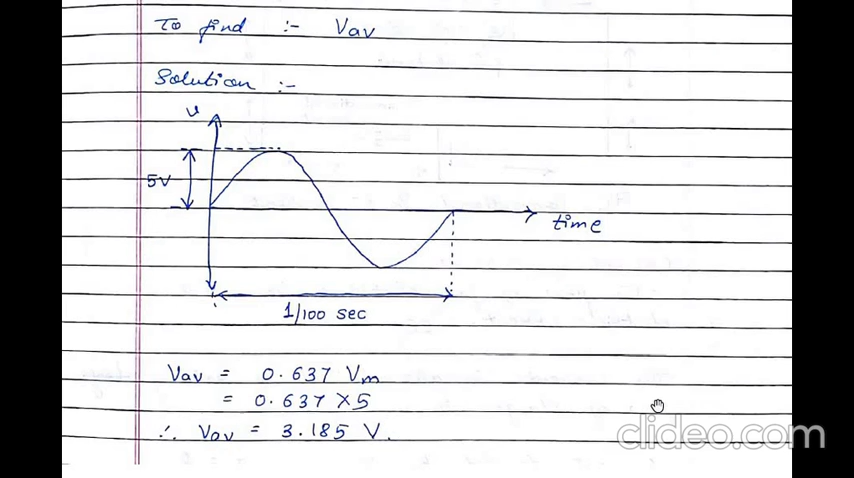 To find :- Vav
Solution :-
v
5V
time
1/100 sec
Vav = 0.637 Vm
= 0.637 × 5
∴ Vav = 3.185 V.
clideo.com